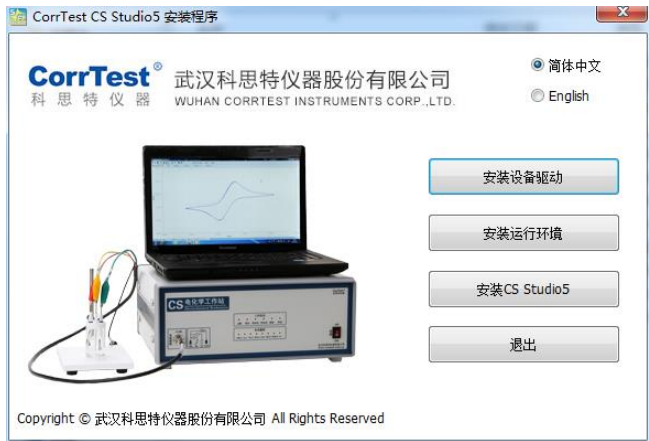 CorrTest CS Studio5 安装程序
CorrTest®
科思特仪器
武汉科思特仪器股份有限公司
WUHAN CORRTEST INSTRUMENTS CORP.,LTD.
简体中文
English
安装设备驱动
安装运行环境
安装CS Studio5
退出
CS电化学工作站
Copyright © 武汉科思特仪器股份有限公司 All Rights Reserved